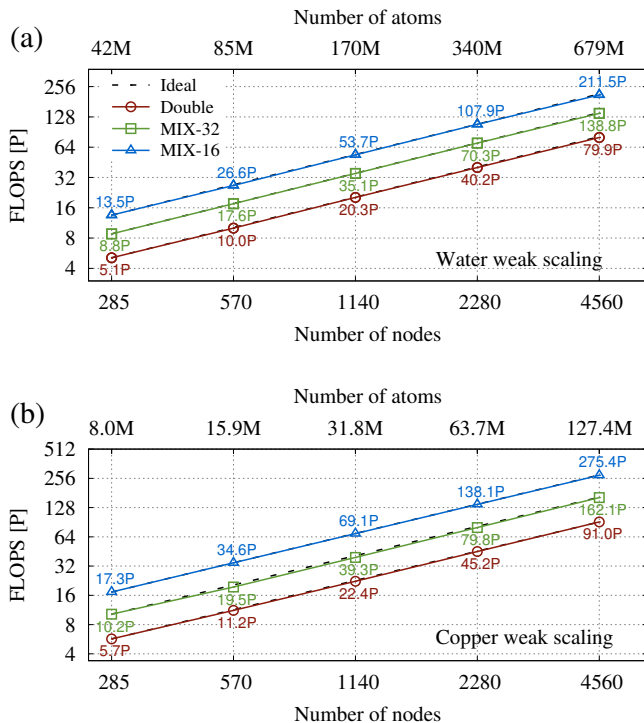 Number of atoms
(a)
42M 85M 170M 340M 679M
FLOPS [P]
256
128
64
32
16
8
4
Ideal
Double
MIX-32
MIX-16
13.5P 26.6P 53.7P 107.9P 211.5P
8.8P 17.6P 35.1P 70.3P 138.8P
5.1P 10.0P 20.3P 40.2P 79.9P
Water weak scaling
285 570 1140 2280 4560
Number of nodes
Number of atoms
(b)
8.0M 15.9M 31.8M 63.7M 127.4M
FLOPS [P]
512
256
128
64
32
16
8
4
17.3P 34.6P 69.1P 138.1P 275.4P
10.2P 19.5P 39.3P 79.8P 162.1P
5.7P 11.2P 22.4P 45.2P 91.0P
Copper weak scaling
285 570 1140 2280 4560
Number of nodes